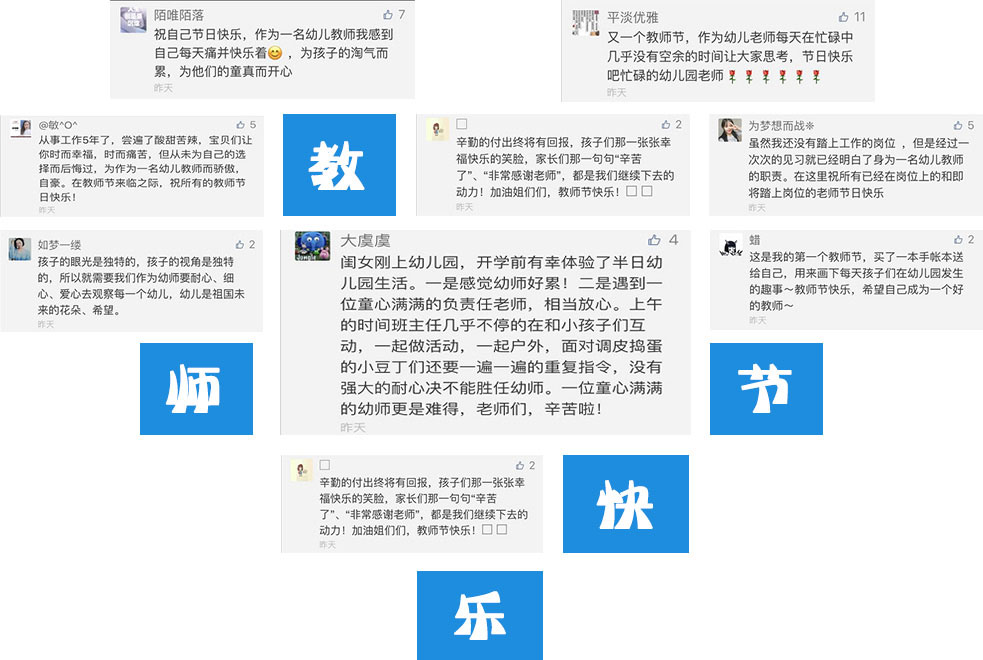 陌唯陌落
7
祝自己节日快乐，作为一名幼儿教师我感到
自己每天痛并快乐着😊，为孩子的淘气而
累，为他们的童真而开心
昨天
平淡优雅
11
又一个教师节，作为幼儿老师每天在忙碌中
几乎没有空余的时间让大家思考，节日快乐
吧忙碌的幼儿园老师🌹🌹🌹🌹🌹🌹
昨天
@敏^O^
5
从事工作5年了，尝遍了酸甜苦辣，宝贝们让
你时而幸福，时而痛苦，但从未为自己的选
择而后悔过，为作为一名幼儿教师而骄傲，
自豪。在教师节来临之际，祝所有的教师节
日快乐！
昨天
教
□
2
辛勤的付出终将有回报，孩子们那一张张幸
福快乐的笑脸，家长们那一句句“辛苦
了”、“非常感谢老师”，都是我们继续下去的
动力！加油姐们们，教师节快乐！□□
昨天
为梦想而战※
5
虽然我还没有踏上工作的岗位 ，但是经过一
次次的见习就已经明白了身为一名幼儿教师
的职责。在这里祝所有已经在岗位上的和即
将踏上岗位的老师节日快乐
昨天
如梦一缕
2
孩子的眼光是独特的，孩子的视角是独特
的，所以就需要我们作为幼师要耐心、细
心、爱心去观察每一个幼儿，幼儿是祖国未
来的花朵、希望。
昨天
大虞虞
4
闺女刚上幼儿园，开学前有幸体验了半日幼
儿园生活。一是感觉幼师好累！二是遇到一
位童心满满的负责任老师，相当放心。上午
的时间班主任几乎不停的在和小孩子们互
动，一起做活动，一起户外，面对调皮捣蛋
的小豆丁们还要一遍一遍的重复指令，没有
强大的耐心决不能胜任幼师。一位童心满满
的幼师更是难得，老师们，辛苦啦！
昨天
蜡
2
这是我的第一个教师节，买了一本手帐本送
给自己，用来画下每天孩子们在幼儿园发生
的趣事～教师节快乐，希望自己成为一个好
的教师～
昨天
师
节
□
2
辛勤的付出终将有回报，孩子们那一张张幸
福快乐的笑脸，家长们那一句句“辛苦
了”、“非常感谢老师”，都是我们继续下去的
动力！加油姐们们，教师节快乐！□□
昨天
快
乐